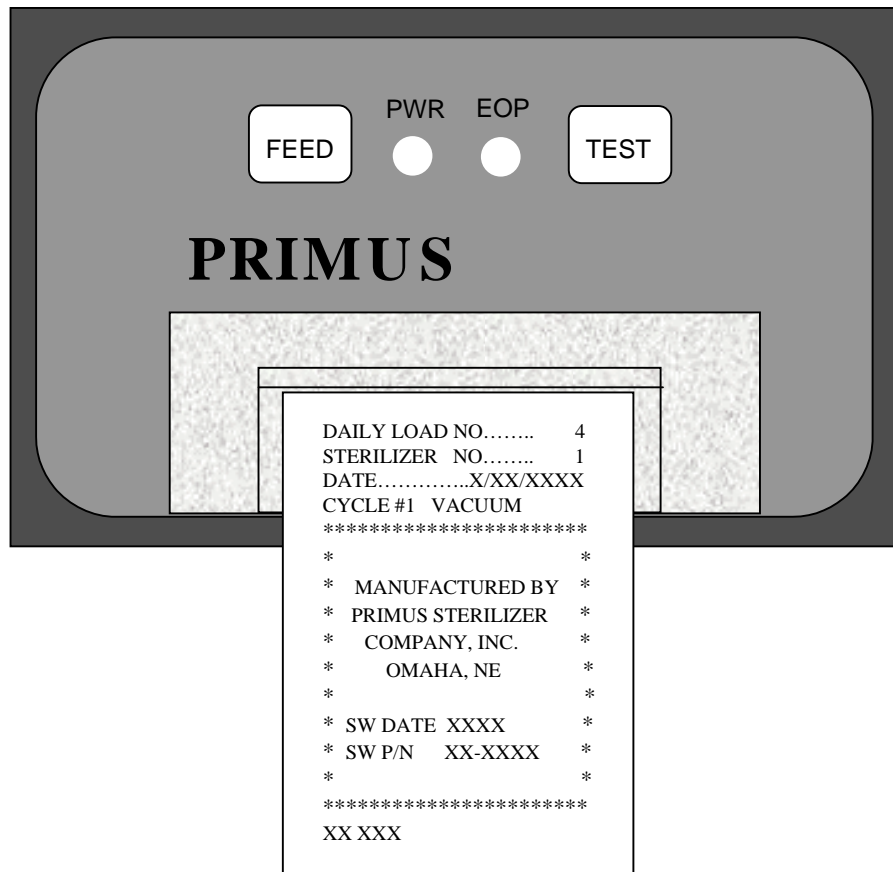 PWR EOP
FEED TEST
PRIMUS
DAILY LOAD NO…….. 4
STERILIZER NO…….. 1
DATE…………..X/XX/XXXX
CYCLE #1 VACUUM
***********************
* *
* MANUFACTURED BY *
* PRIMUS STERILIZER *
* COMPANY, INC. *
* OMAHA, NE *
* *
* SW DATE XXXX *
* SW P/N XX-XXXX *
* *
***********************
XX XXX